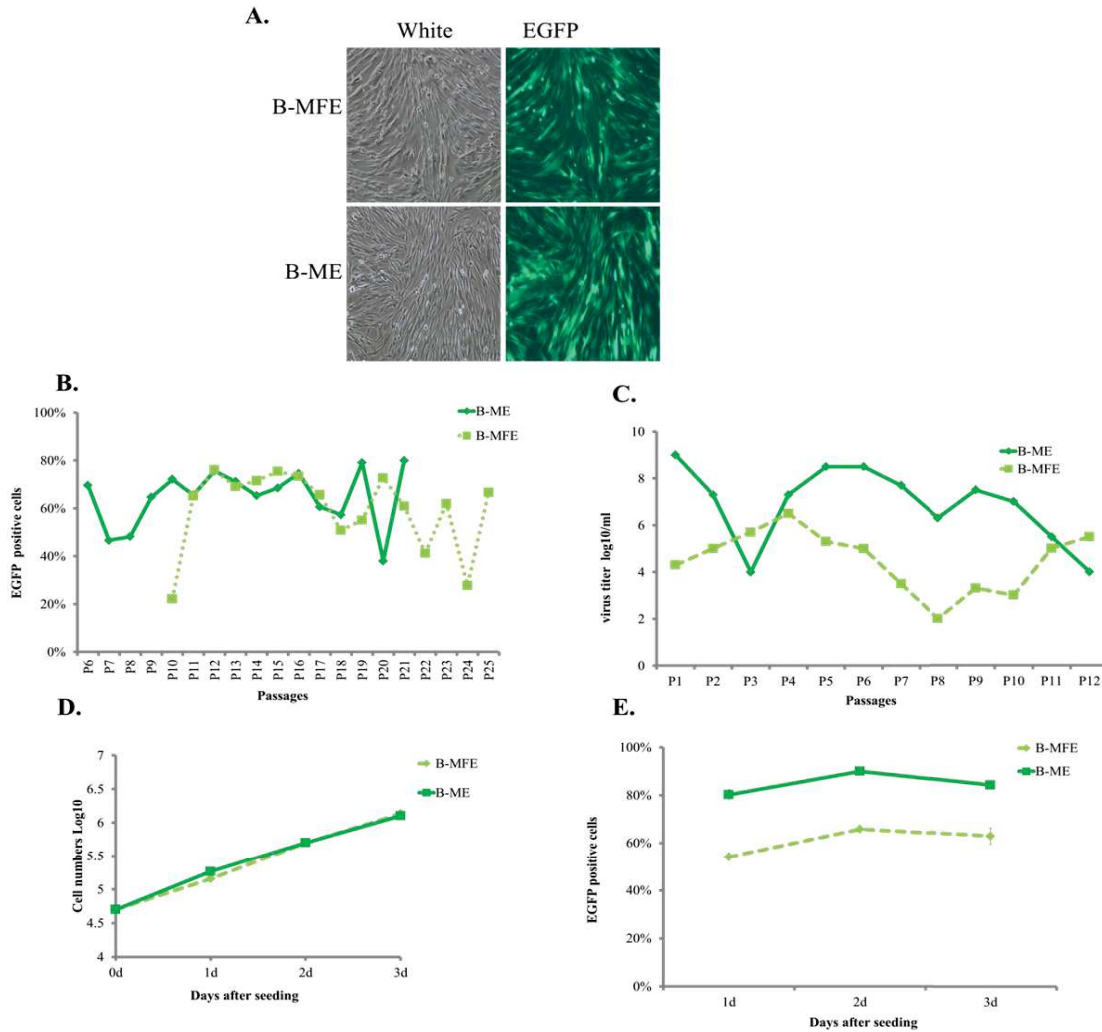 A.
White EGFP
B-MFE
B-ME
B.
100%
80%
60%
40%
20%
0%
EGFP positive cells
B-ME
B-MFE
P6 P7 P8 P9 P10 P11 P12 P13 P14 P15 P16 P17 P18 P19 P20 P21 P22 P23 P24 P25
Passages
C.
10
8
6
4
2
0
virus titer log10/ml
B-ME
B-MFE
P1 P2 P3 P4 P5 P6 P7 P8 P9 P10 P11 P12
Passages
D.
7
6.5
6
5.5
5
4.5
4
Cell numbers Log10
B-MFE
B-ME
0d 1d 2d 3d
Days after seeding
E.
100%
80%
60%
40%
20%
0%
EGFP positive cells
B-MFE
B-ME
1d 2d 3d
Days after seeding